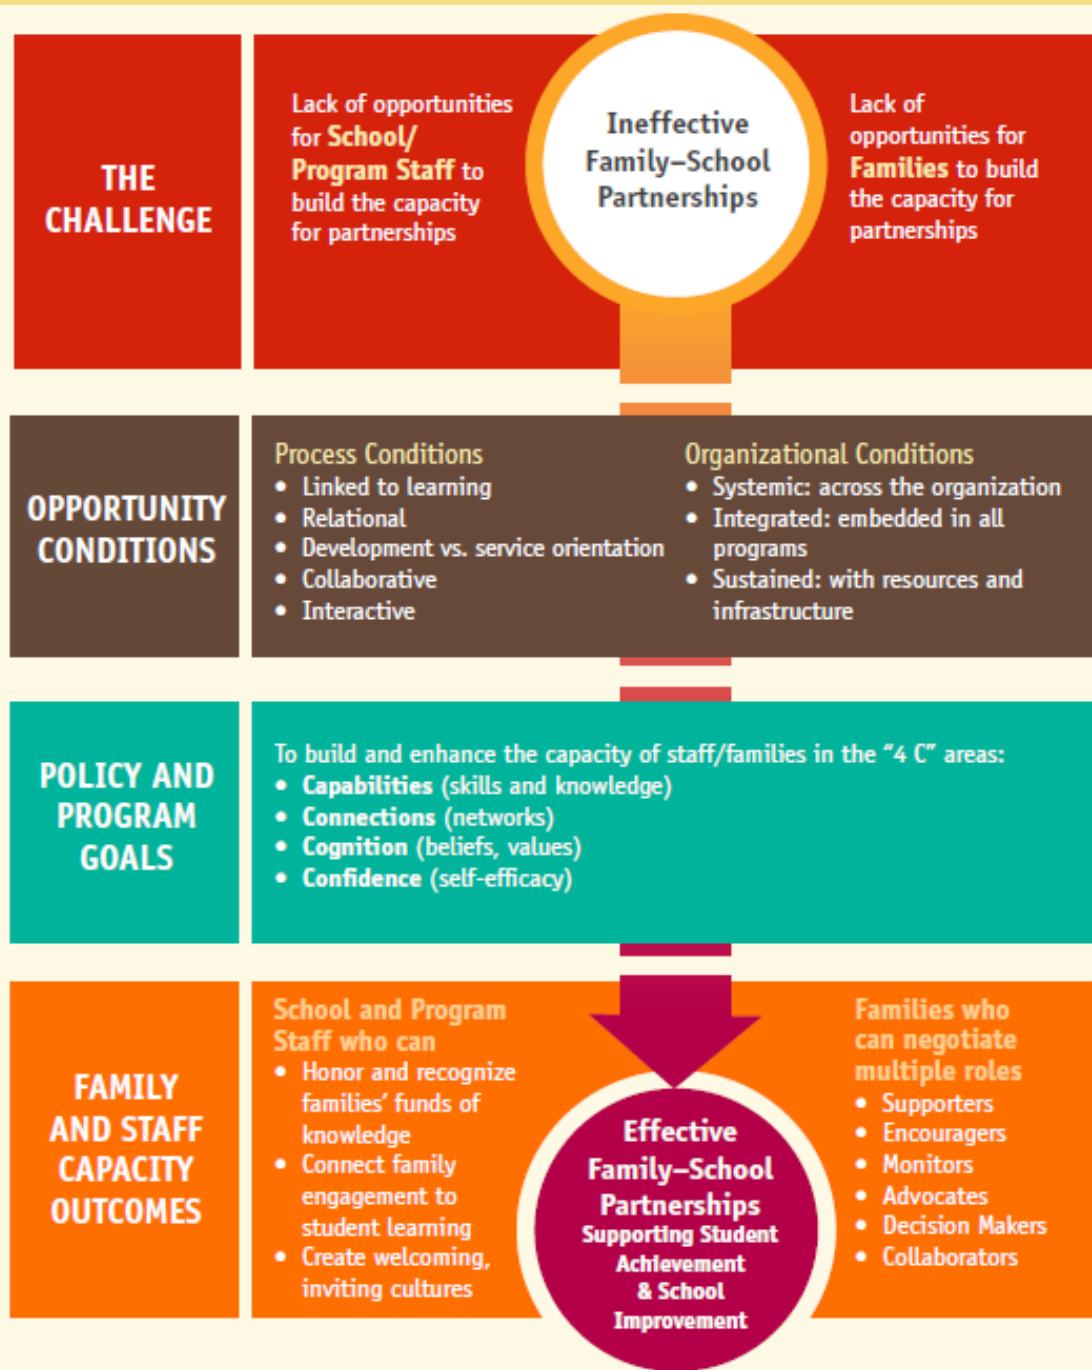 THE
CHALLENGE
Lack of opportunities
for School/
Program Staff to
build the capacity
for partnerships
Ineffective
Family–School
Partnerships
Lack of
opportunities for
Families to build
the capacity for
partnerships
OPPORTUNITY
CONDITIONS
Process Conditions
• Linked to learning
• Relational
• Development vs. service orientation
• Collaborative
• Interactive
Organizational Conditions
• Systemic: across the organization
• Integrated: embedded in all
programs
• Sustained: with resources and
infrastructure
POLICY AND
PROGRAM
GOALS
To build and enhance the capacity of staff/families in the “4 C” areas:
• Capabilities (skills and knowledge)
• Connections (networks)
• Cognition (beliefs, values)
• Confidence (self-efficacy)
FAMILY
AND STAFF
CAPACITY
OUTCOMES
School and Program
Staff who can
• Honor and recognize
families’ funds of
knowledge
• Connect family
engagement to
student learning
• Create welcoming,
inviting cultures
Effective
Family–School
Partnerships
Supporting Student
Achievement
& School
Improvement
Families who
can negotiate
multiple roles
• Supporters
• Encouragers
• Monitors
• Advocates
• Decision Makers
• Collaborators